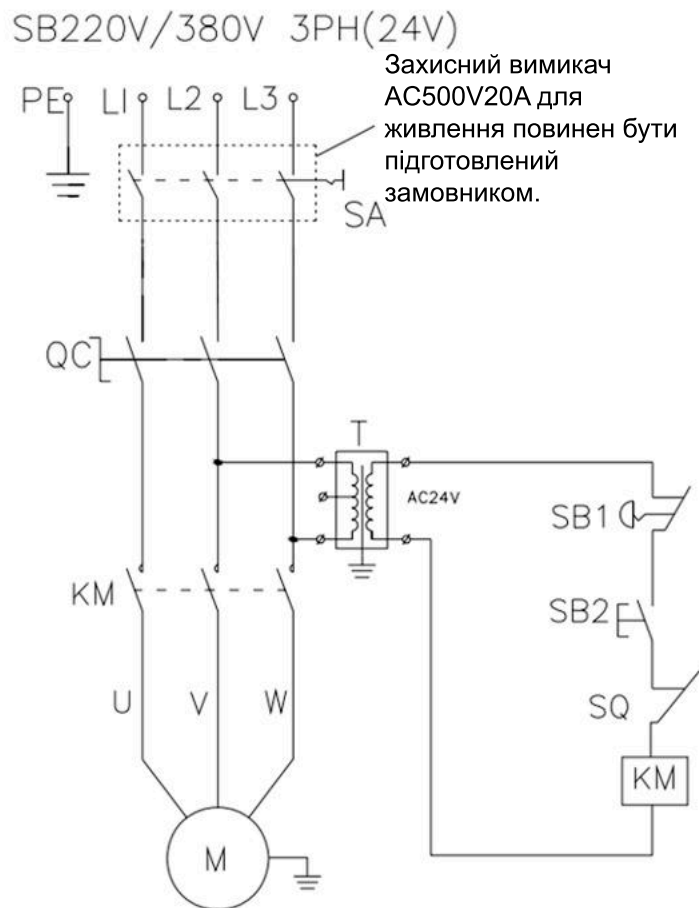 SB220V/380V 3PH(24V)
Захисний вимикач
AC500V20A для
живлення повинен бути
підготовлений
замовником.
PE L1 L2 L3
SA
QC
T
AC24V
SB1
KM
SB2
U V W
SQ
KM
M